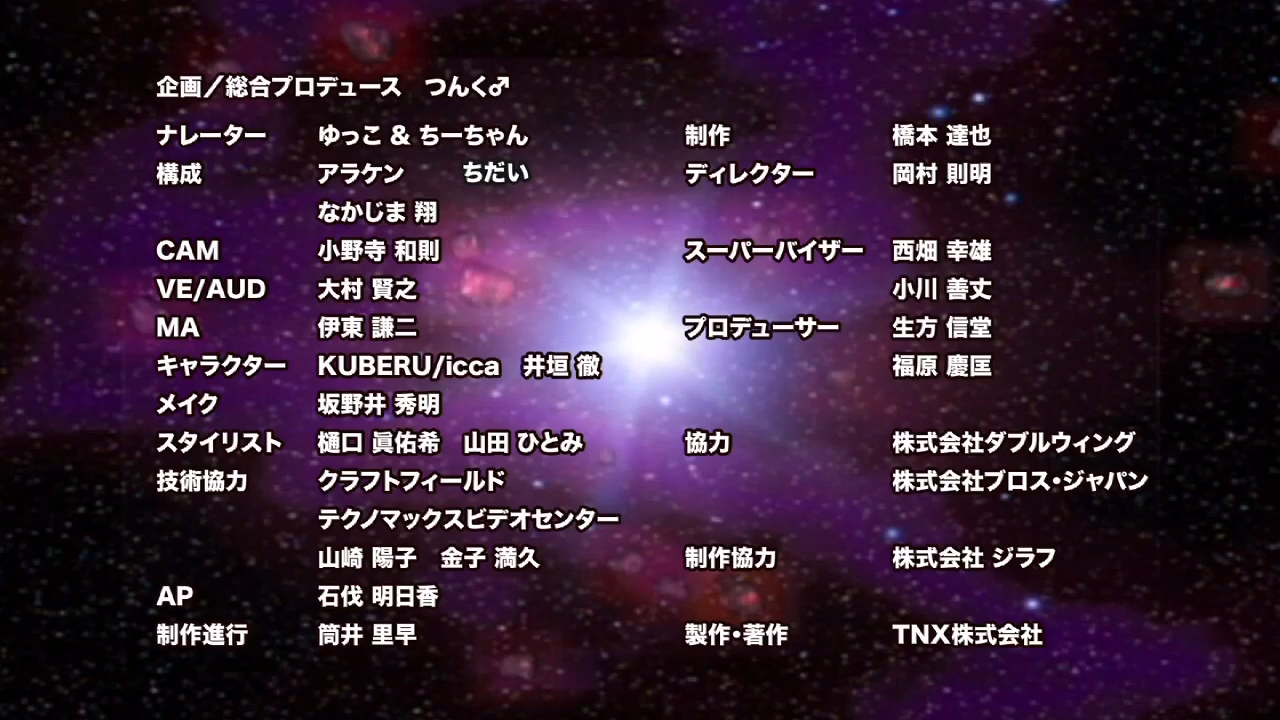 企画／総合プロデュース　つんく♂
ナレーター　ゆっこ & ちーちゃん
構成　アラケン　ちだい
なかじま 翔
CAM　小野寺 和則
VE/AUD　大村 賢之
MA　伊東 謙二
キャラクター　KUBERU/icca　井垣 徹
メイク　坂野井 秀明
スタイリスト　樋口 眞佑希　山田 ひとみ
技術協力　クラフトフィールド
テクノマックスビデオセンター
山崎 陽子　金子 満久
AP　石伐 明日香
制作進行　筒井 里早
制作　橋本 達也
ディレクター　岡村 則明
スーパーバイザー　西畑 幸雄
小川 善丈
プロデューサー　生方 信堂
福原 慶匡
協力　株式会社ダブルウィング
株式会社ブロス・ジャパン
制作協力　株式会社 ジラフ
製作・著作　TNX株式会社